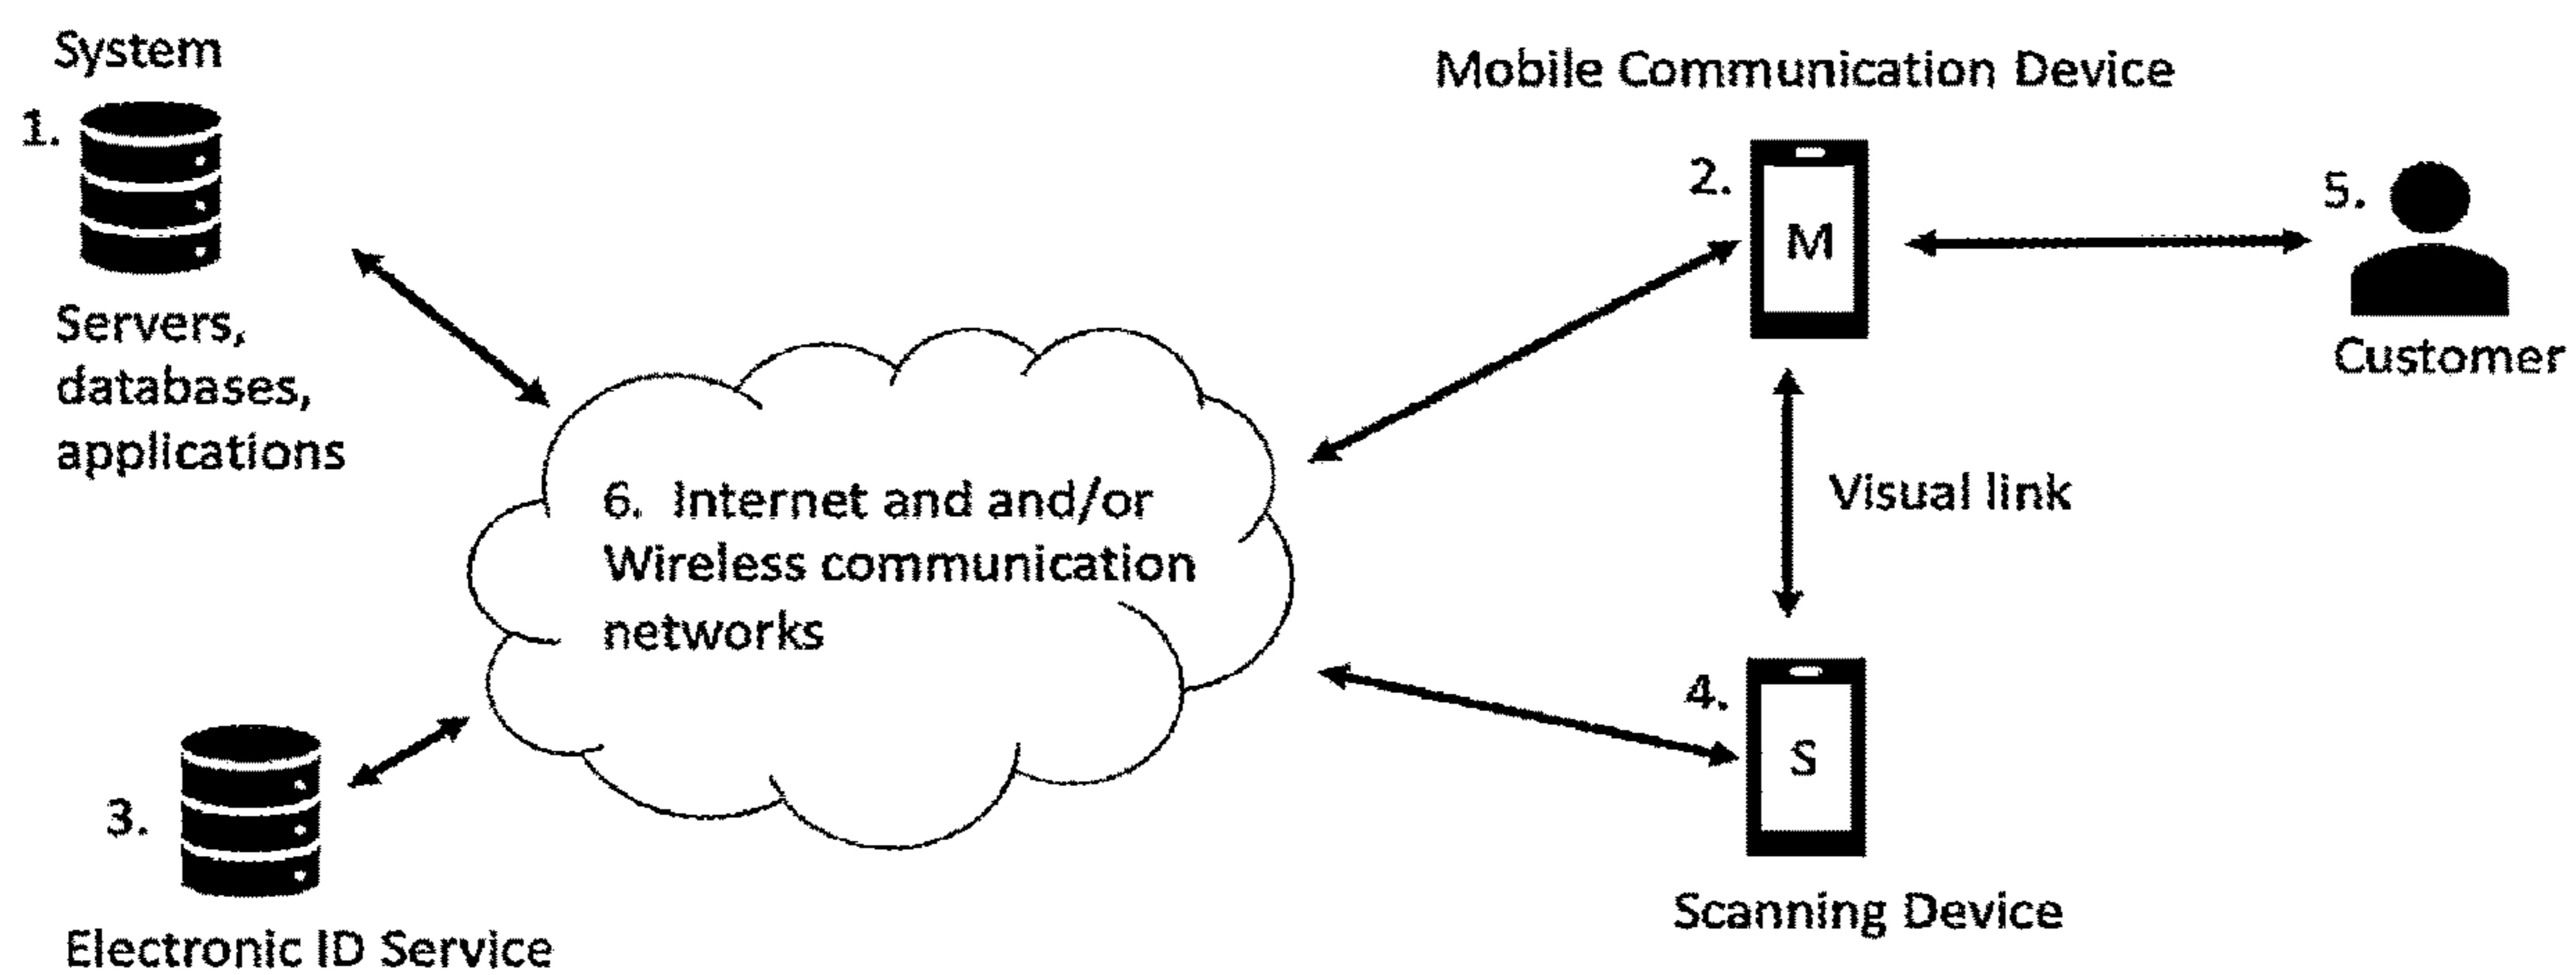 System
1.
Servers,
databases,
applications
Mobile Communication Device
2.
M
5.
Customer
6. Internet and and/or
Wireless communication
networks
Visual link
3.
Electronic ID Service
4.
S
Scanning Device